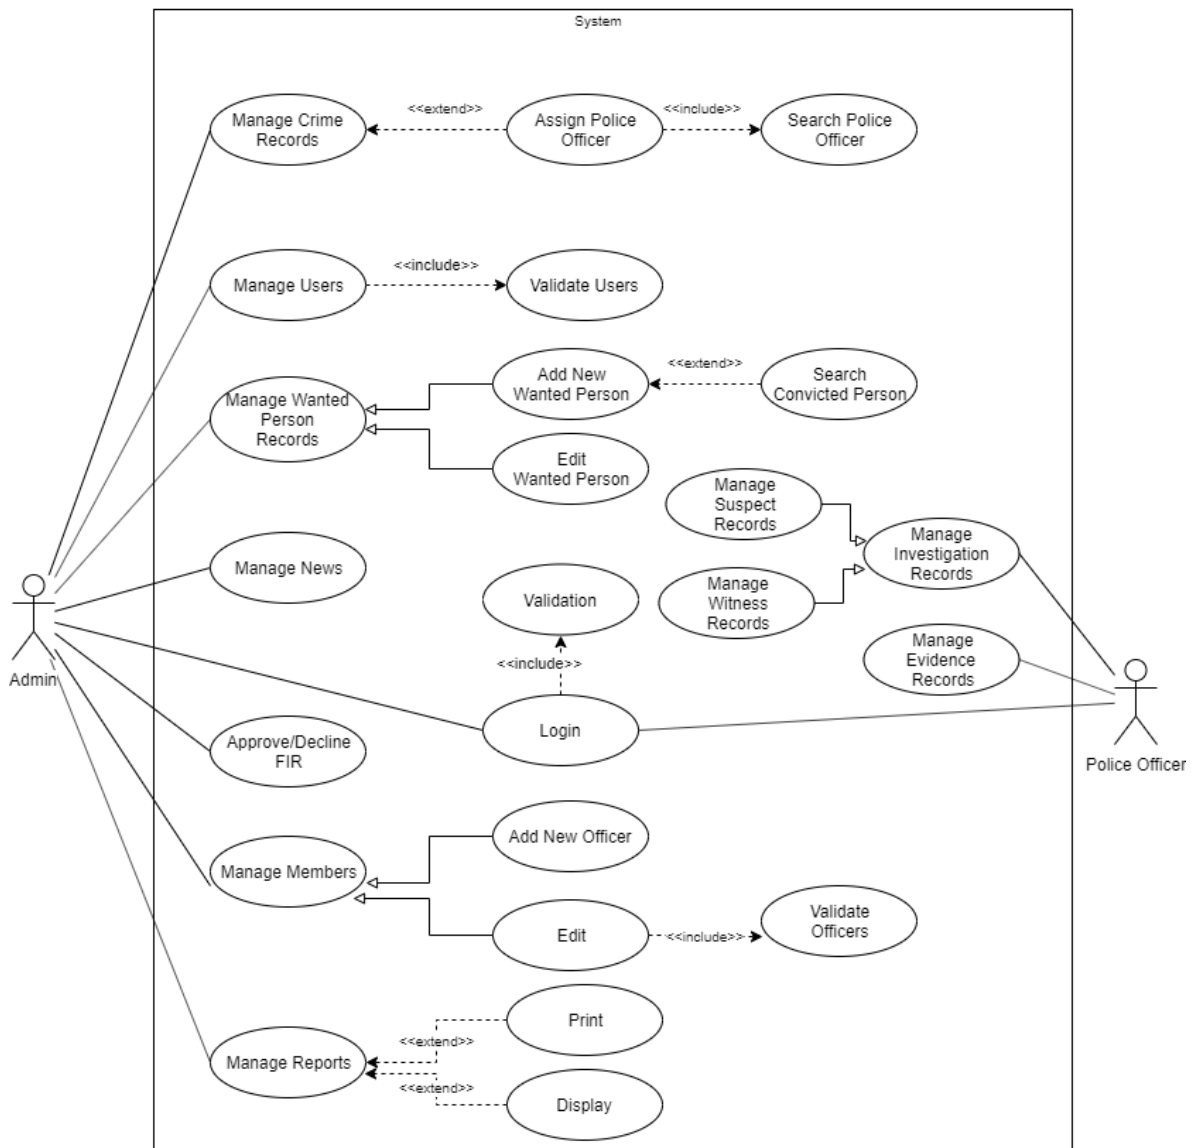 System
Manage Crime
Records
<<extend>>
Assign Police
Officer
<<include>>
Search Police
Officer
Manage Users
<<include>>
Validate Users
Manage Wanted
Person
Records
Add New
Wanted Person
<<extend>>
Search
Convicted Person
Edit
Wanted Person
Manage
Suspect
Records
Manage
Investigation
Records
Manage News
Validation
Manage
Witness
Records
<<include>>
Manage
Evidence
Records
Admin
Login
Police Officer
Approve/Decline
FIR
Add New Officer
Manage Members
Edit
<<include>>
Validate
Officers
Print
<<extend>>
Manage Reports
<<extend>>
Display